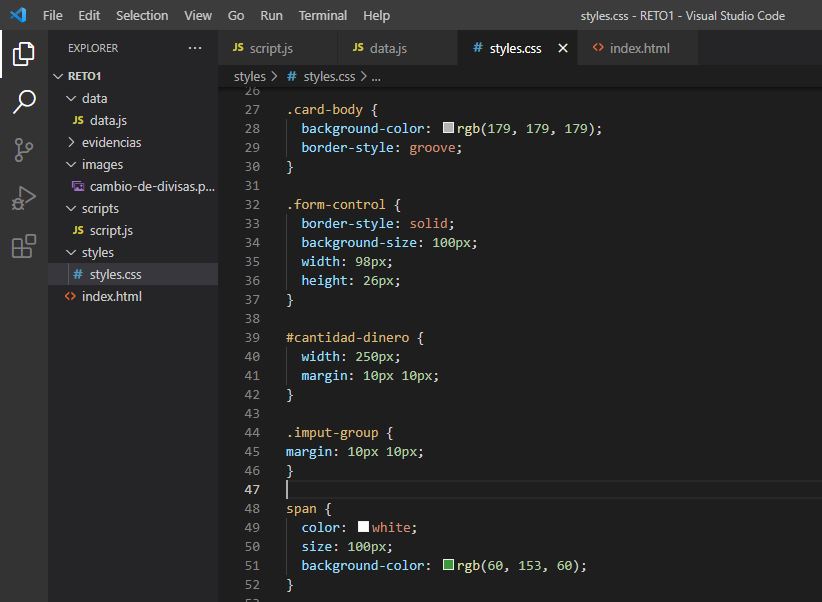 File Edit Selection View Go Run Terminal Help styles.css - RETO1 - Visual Studio Code
EXPLORER ...
JS script.js JS data.js # styles.css × <> index.html
RETO1
styles > # styles.css > ...
data
JS data.js
evidencias
images
cambio-de-divisas.p...
scripts
JS script.js
styles
# styles.css
<> index.html
26
27 .card-body {
28 background-color: rgb(179, 179, 179);
29 border-style: groove;
30 }
31
32 .form-control {
33 border-style: solid;
34 background-size: 100px;
35 width: 98px;
36 height: 26px;
37 }
38
39 #cantidad-dinero {
40 width: 250px;
41 margin: 10px 10px;
42 }
43
44 .imput-group {
45 margin: 10px 10px;
46 }
47
48 span {
49 color: white;
50 size: 100px;
51 background-color: rgb(60, 153, 60);
52 }
53